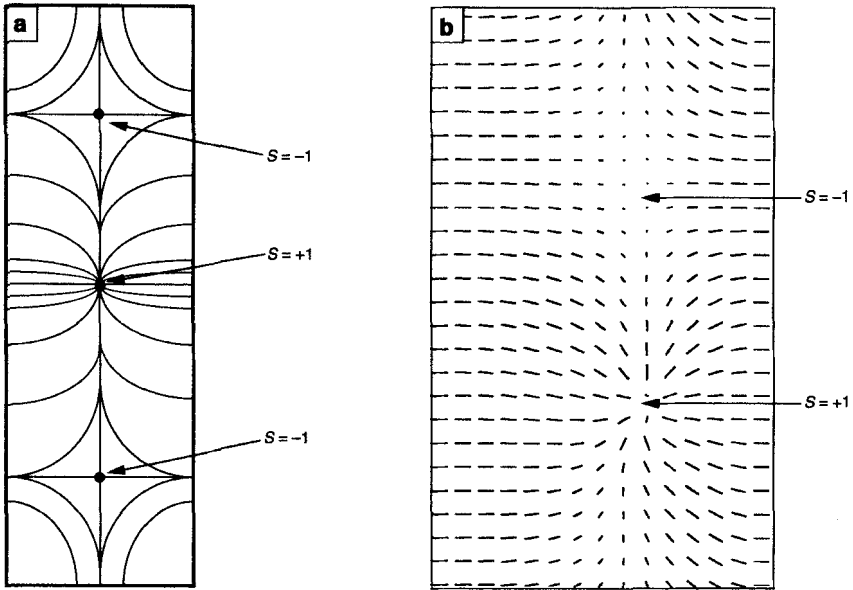 a
S = −1
S = +1
S = −1
b
S = −1
S = +1